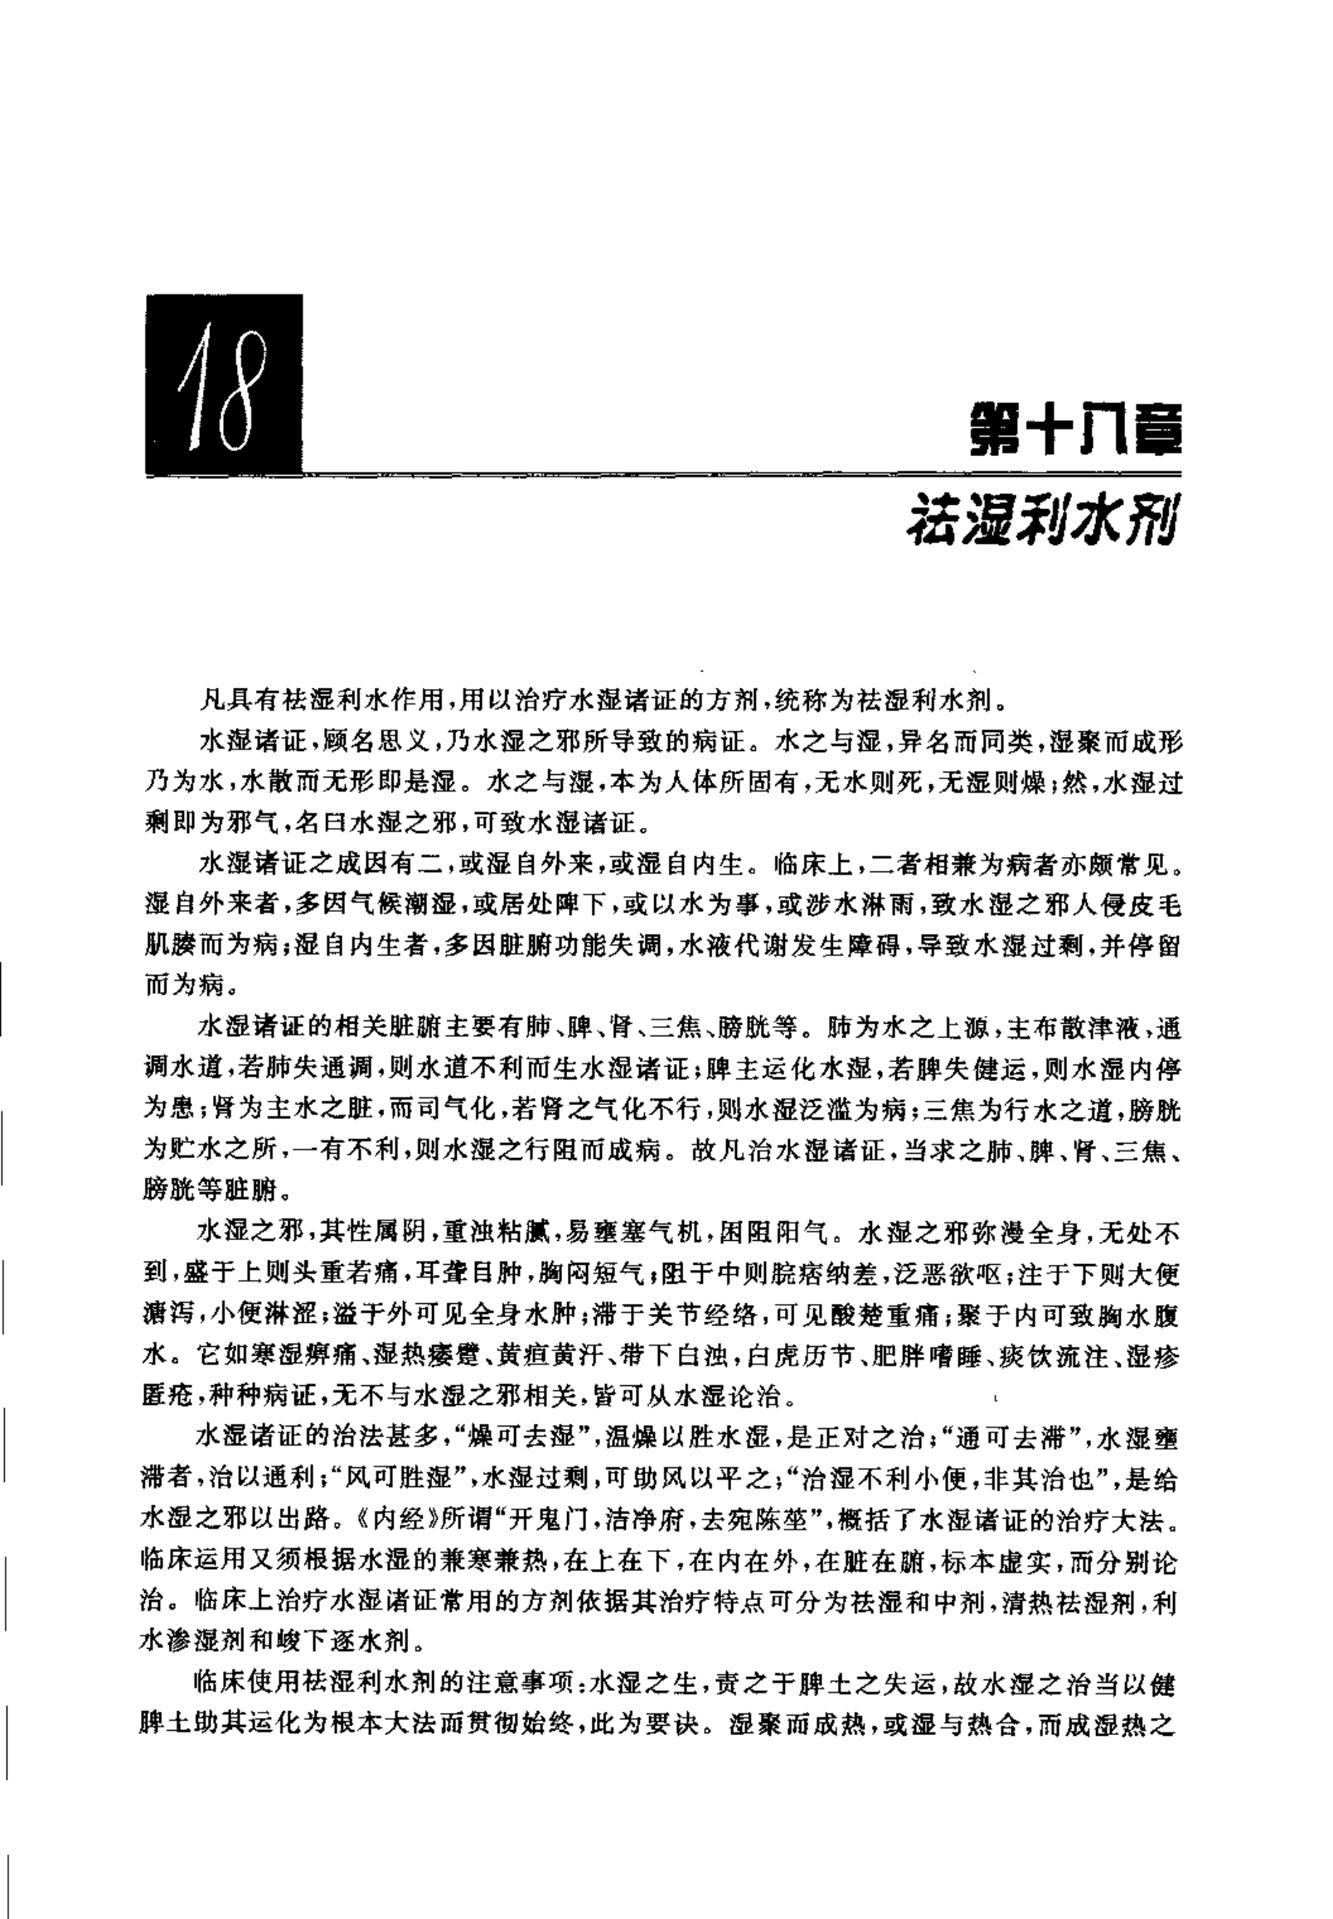 18
第十八章
祛湿利水剂
凡具有祛湿利水作用,用以治疗水湿诸证的方剂,统称为祛湿利水剂。
水湿诸证,顾名思义,乃水湿之邪所导致的病证。水之与湿,异名而同类,湿聚而成形
乃为水,水散而无形即是湿。水之与湿,本为人体所固有,无水则死,无湿则燥;然,水湿过
剩即为邪气,名曰水湿之邪,可致水湿诸证。
水湿诸证之成因有二,或湿自外来,或湿自内生。临床上,二者相兼为病者亦颇常见。
湿自外来者,多因气候潮湿,或居处陴下,或以水为事,或涉水淋雨,致水湿之邪人侵皮毛
肌腠而为病;湿自内生者,多因脏腑功能失调,水液代谢发生障碍,导致水湿过剩,并停留
而为病。
水湿诸证的相关脏腑主要有肺、脾、肾、三焦、膀胱等。肺为水之上源,主布散津液,通
调水道,若肺失通调,则水道不利而生水湿诸证;脾主运化水湿,若脾失健运,则水湿内停
为患;肾为主水之脏,而司气化,若肾之气化不行,则水湿泛滥为病;三焦为行水之道,膀胱
为贮水之所,一有不利,则水湿之行阻而成病。故凡治水湿诸证,当求之肺、脾、肾、三焦、
膀胱等脏腑。
水湿之邪,其性属阴,重浊粘腻,易壅塞气机,困阻阳气。水湿之邪弥漫全身,无处不
到,盛于上则头重若痛,耳聋目肿,胸闷短气;阻于中则脘痞纳差,泛恶欲呕;注于下则大便
溏泻,小便淋涩;溢于外可见全身水肿;滞于关节经络,可见酸楚重痛;聚于内可致胸水腹
水。它如寒湿痹痛、湿热痿躄、黄疸黄汗、带下白浊,白虎历节、肥胖嗜睡、痰饮流注、湿疹
匿疮,种种病证,无不与水湿之邪相关,皆可从水湿论治。
水湿诸证的治法甚多,“燥可去湿”,温燥以胜水湿,是正对之治;“通可去滞”,水湿壅
滞者,治以通利;“风可胜湿”,水湿过剩,可助风以平之;“治湿不利小便,非其治也”,是给
水湿之邪以出路。《内经》所谓“开鬼门,洁净府,去宛陈莝”,概括了水湿诸证的治疗大法。
临床运用又须根据水湿的兼寒兼热,在上在下,在内在外,在脏在腑,标本虚实,而分别论
治。临床上治疗水湿诸证常用的方剂依据其治疗特点可分为祛湿和中剂,清热祛湿剂,利
水渗湿剂和峻下逐水剂。
临床使用祛湿利水剂的注意事项:水湿之生,责之于脾土之失运,故水湿之治当以健
脾土助其运化为根本大法而贯彻始终,此为要诀。湿聚而成热,或湿与热合,而成湿热之